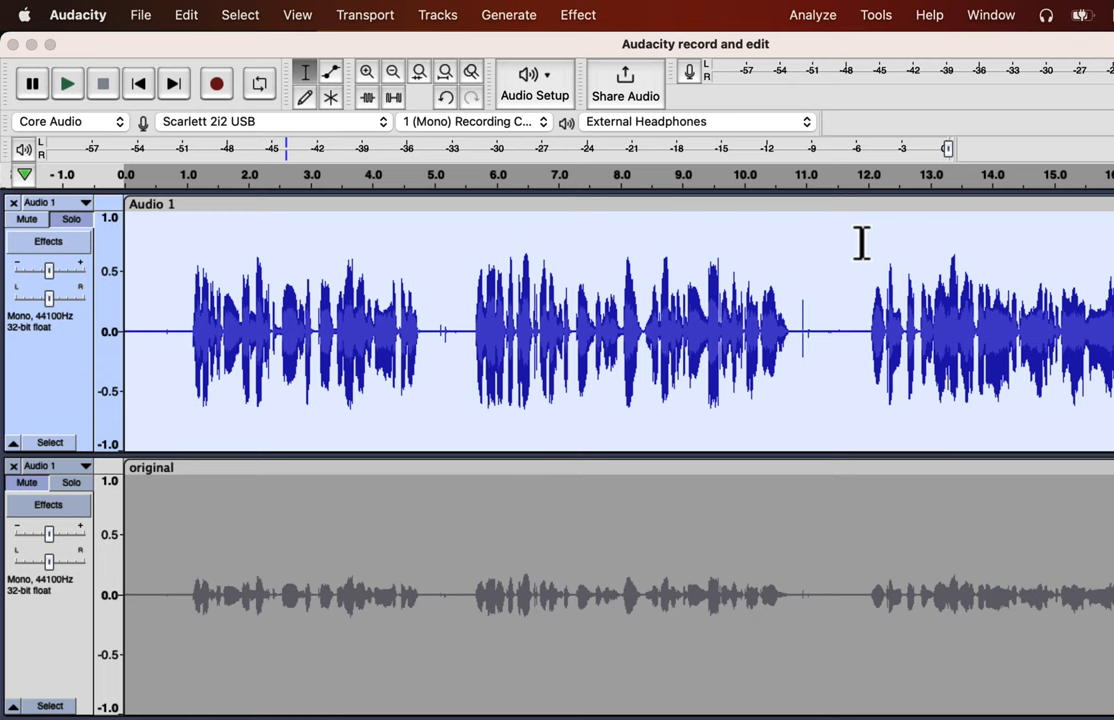 Audacity File Edit Select View Transport Tracks Generate Effect Analyze Tools Help Window
Audacity record and edit
Audio Setup
Share Audio
L
R
-57 -54 -51 -48 -45 -42 -39 -36 -33 -30 -27
Core Audio Scarlett 2i2 USB 1 (Mono) Recording C... External Headphones
L
R
-57 -54 -51 -48 -45 -42 -39 -36 -33 -30 -27 -24 -21 -18 -15 -12 -9 -6 -3
-1.0 0.0 1.0 2.0 3.0 4.0 5.0 6.0 7.0 8.0 9.0 10.0 11.0 12.0 13.0 14.0 15.0
Audio 1 1.0 Audio 1
Mute Solo
Effects
- + 0.5
L R
Mono, 44100Hz
32-bit float
0.0
-0.5
Select -1.0
Audio 1 original
Mute Solo 1.0
Effects
- + 0.5
L R
Mono, 44100Hz
32-bit float
0.0
-0.5
Select -1.0